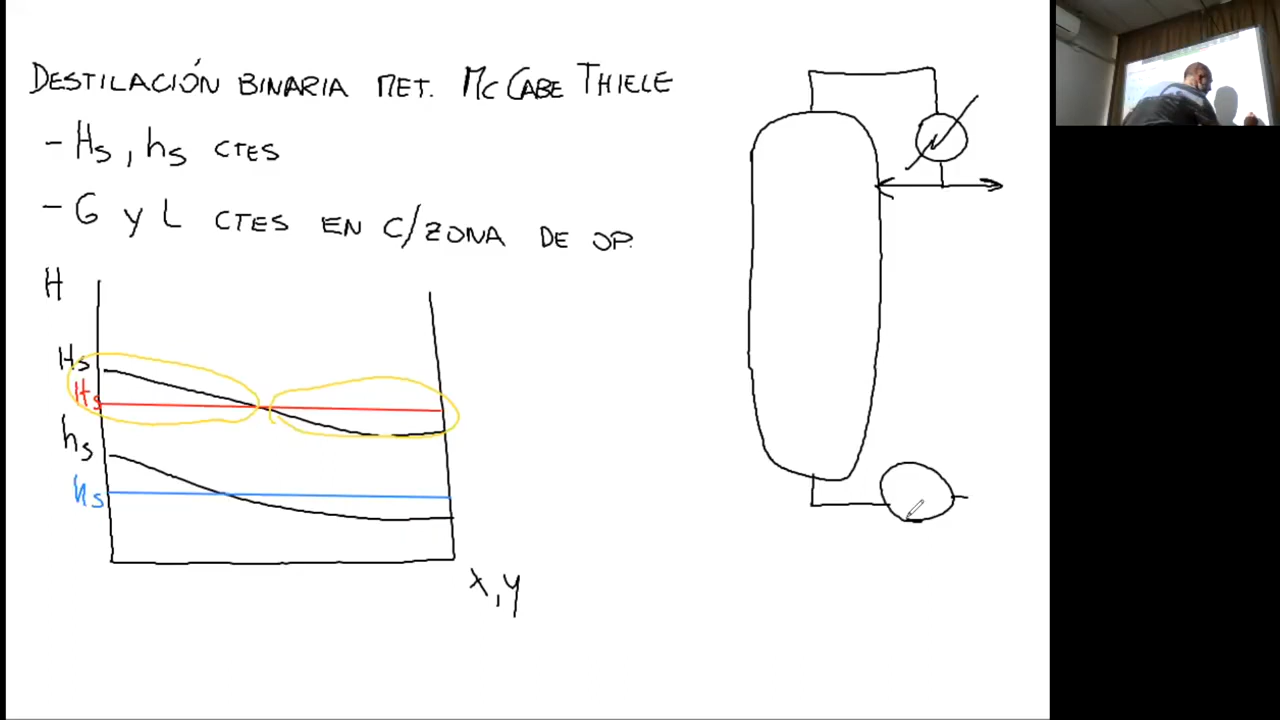 DESTILACIÓN BINARIA MET. McCABE THIELE
- Hs, hs CTES
- G y L CTES EN C/ZONA DE OP.
H
Hs
Hs
hs
hs
x, y